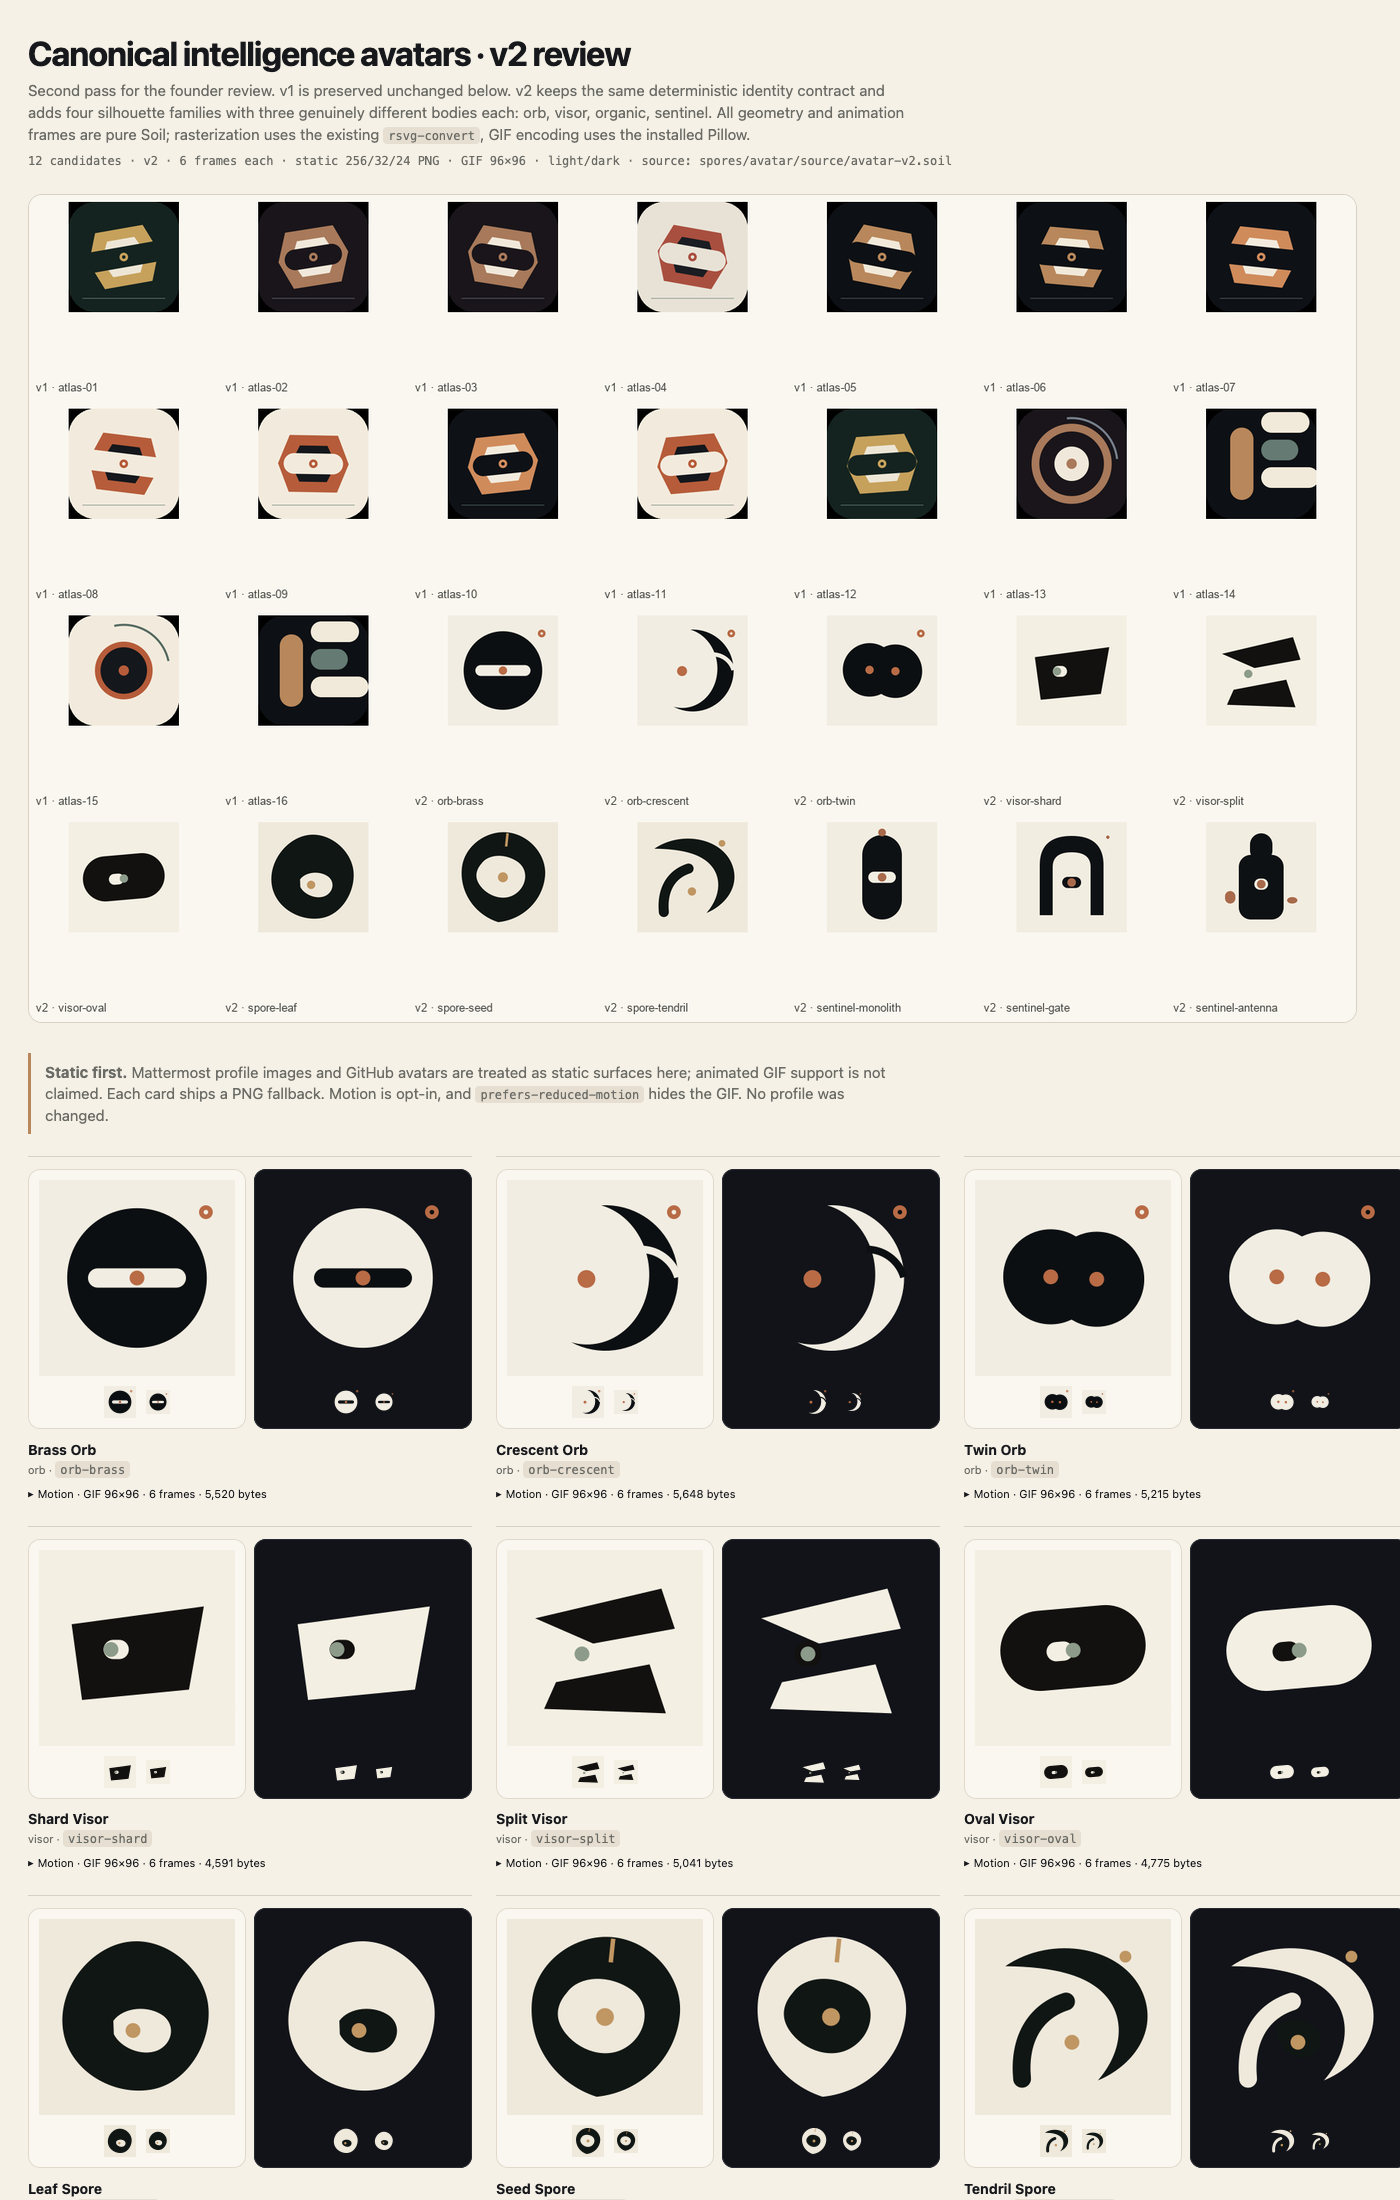 Canonical intelligence avatars · v2 review
Second pass for the founder review. v1 is preserved unchanged below. v2 keeps the same deterministic identity contract and
adds four silhouette families with three genuinely different bodies each: orb, visor, organic, sentinel. All geometry and animation
frames are pure Soil; rasterization uses the existing rsvg-convert, GIF encoding uses the installed Pillow.
12 candidates · v2 · 6 frames each · static 256/32/24 PNG · GIF 96×96 · light/dark · source: spores/avatar/source/avatar-v2.soil
v1 · atlas-01
v1 · atlas-02
v1 · atlas-03
v1 · atlas-04
v1 · atlas-05
v1 · atlas-06
v1 · atlas-07
v1 · atlas-08
v1 · atlas-09
v1 · atlas-10
v1 · atlas-11
v1 · atlas-12
v1 · atlas-13
v1 · atlas-14
v1 · atlas-15
v1 · atlas-16
v2 · orb-brass
v2 · orb-crescent
v2 · orb-twin
v2 · visor-shard
v2 · visor-split
v2 · visor-oval
v2 · spore-leaf
v2 · spore-seed
v2 · spore-tendril
v2 · sentinel-monolith
v2 · sentinel-gate
v2 · sentinel-antenna
Static first. Mattermost profile images and GitHub avatars are treated as static surfaces here; animated GIF support is not
claimed. Each card ships a PNG fallback. Motion is opt-in, and prefers-reduced-motion hides the GIF. No profile was
changed.
Brass Orb
orb · orb-brass
▸ Motion · GIF 96×96 · 6 frames · 5,520 bytes
Crescent Orb
orb · orb-crescent
▸ Motion · GIF 96×96 · 6 frames · 5,648 bytes
Twin Orb
orb · orb-twin
▸ Motion · GIF 96×96 · 6 frames · 5,215 bytes
Shard Visor
visor · visor-shard
▸ Motion · GIF 96×96 · 6 frames · 4,591 bytes
Split Visor
visor · visor-split
▸ Motion · GIF 96×96 · 6 frames · 5,041 bytes
Oval Visor
visor · visor-oval
▸ Motion · GIF 96×96 · 6 frames · 4,775 bytes
Leaf Spore
Seed Spore
Tendril Spore